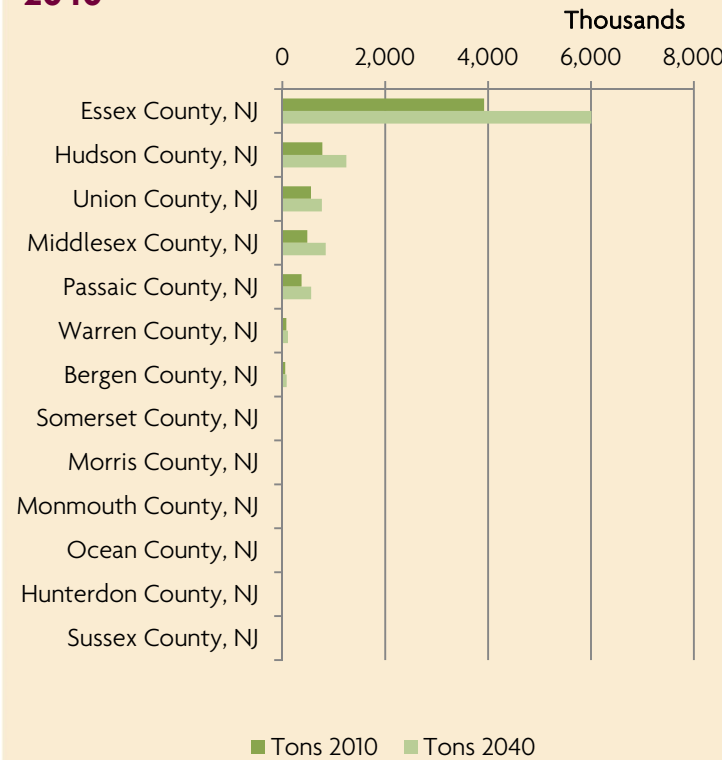 Thousands
0 2,000 4,000 6,000 8,000
Essex County, NJ
Hudson County, NJ
Union County, NJ
Middlesex County, NJ
Passaic County, NJ
Warren County, NJ
Bergen County, NJ
Somerset County, NJ
Morris County, NJ
Monmouth County, NJ
Ocean County, NJ
Hunterdon County, NJ
Sussex County, NJ
Tons 2010 Tons 2040